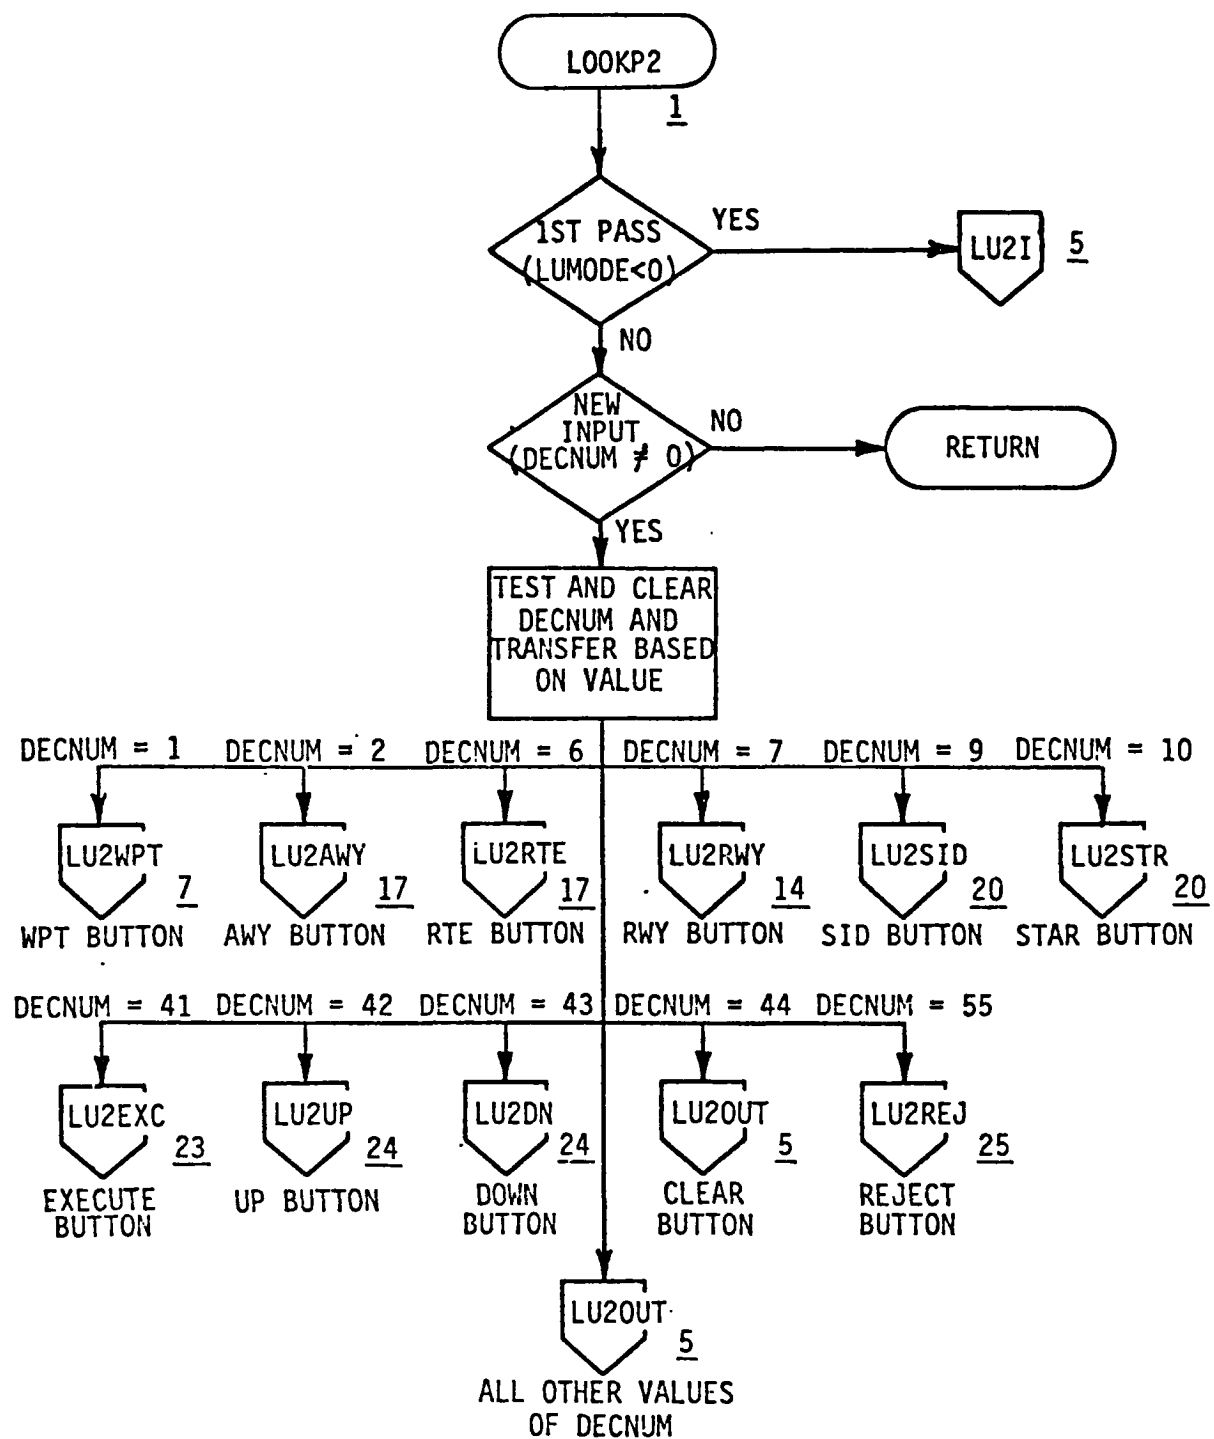 LOOKP2
1
1ST PASS
(LUMODE<0)
YES
LU2I
5
NO
NEW
INPUT
(DECNUM ≠ 0)
NO
RETURN
YES
TEST AND CLEAR
DECNUM AND
TRANSFER BASED
ON VALUE
DECNUM = 1 DECNUM = 2 DECNUM = 6 DECNUM = 7 DECNUM = 9 DECNUM = 10
LU2WPT LU2AWY LU2RTE LU2RWY LU2SID LU2STR
7 17 17 14 20 20
WPT BUTTON AWY BUTTON RTE BUTTON RWY BUTTON SID BUTTON STAR BUTTON
DECNUM = 41 DECNUM = 42 DECNUM = 43 DECNUM = 44 DECNUM = 55
LU2EXC LU2UP LU2DN LU2OUT LU2REJ
23 24 24 5 25
EXECUTE
BUTTON
UP BUTTON
DOWN
BUTTON
CLEAR
BUTTON
REJECT
BUTTON
LU2OUT
5
ALL OTHER VALUES
OF DECNUM